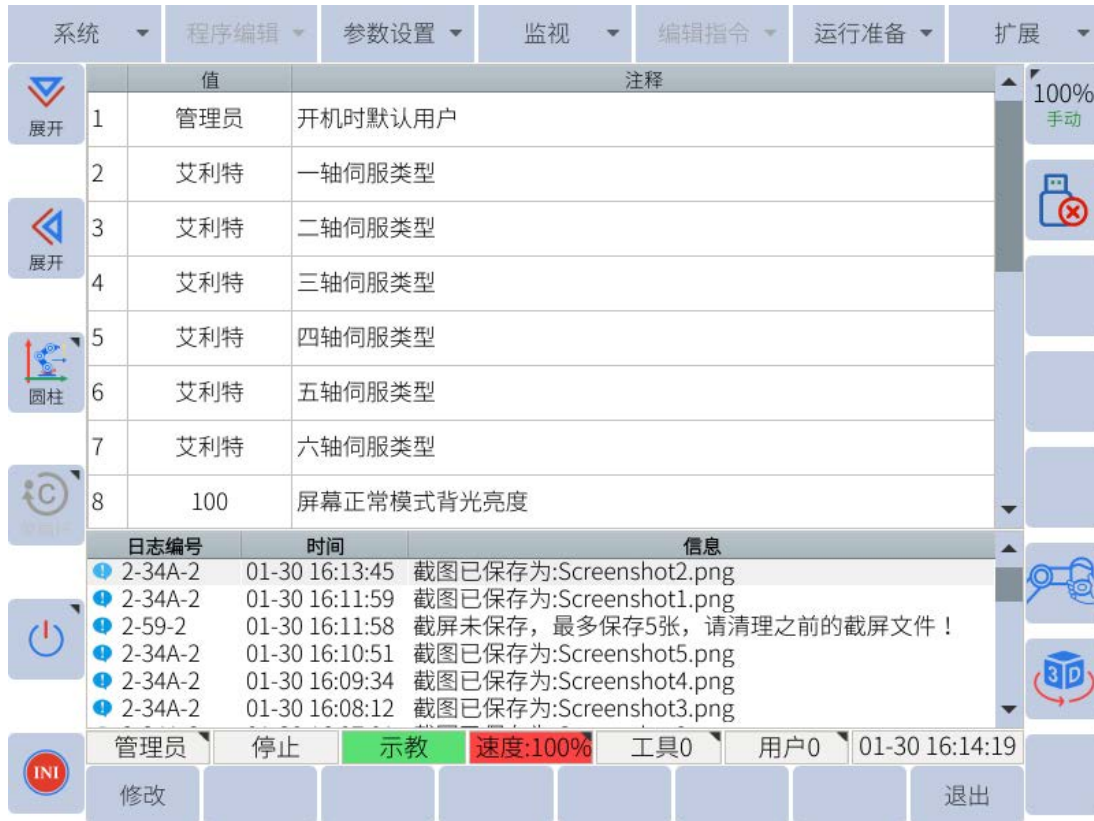 系统 程序编辑 参数设置 监视 编辑指令 运行准备 扩展
展开
展开
圆柱
INI
值 注释
1 管理员 开机时默认用户
2 艾利特 一轴伺服类型
3 艾利特 二轴伺服类型
4 艾利特 三轴伺服类型
5 艾利特 四轴伺服类型
6 艾利特 五轴伺服类型
7 艾利特 六轴伺服类型
8 100 屏幕正常模式背光亮度
100%
手动
3D
日志编号 时间 信息
2-34A-2 01-30 16:13:45 截图已保存为:Screenshot2.png
2-34A-2 01-30 16:11:59 截图已保存为:Screenshot1.png
2-59-2 01-30 16:11:58 截屏未保存，最多保存5张，请清理之前的截屏文件！
2-34A-2 01-30 16:10:51 截图已保存为:Screenshot5.png
2-34A-2 01-30 16:09:34 截图已保存为:Screenshot4.png
2-34A-2 01-30 16:08:12 截图已保存为:Screenshot3.png
管理员 停止 示教 速度:100% 工具0 用户0 01-30 16:14:19
修改 退出